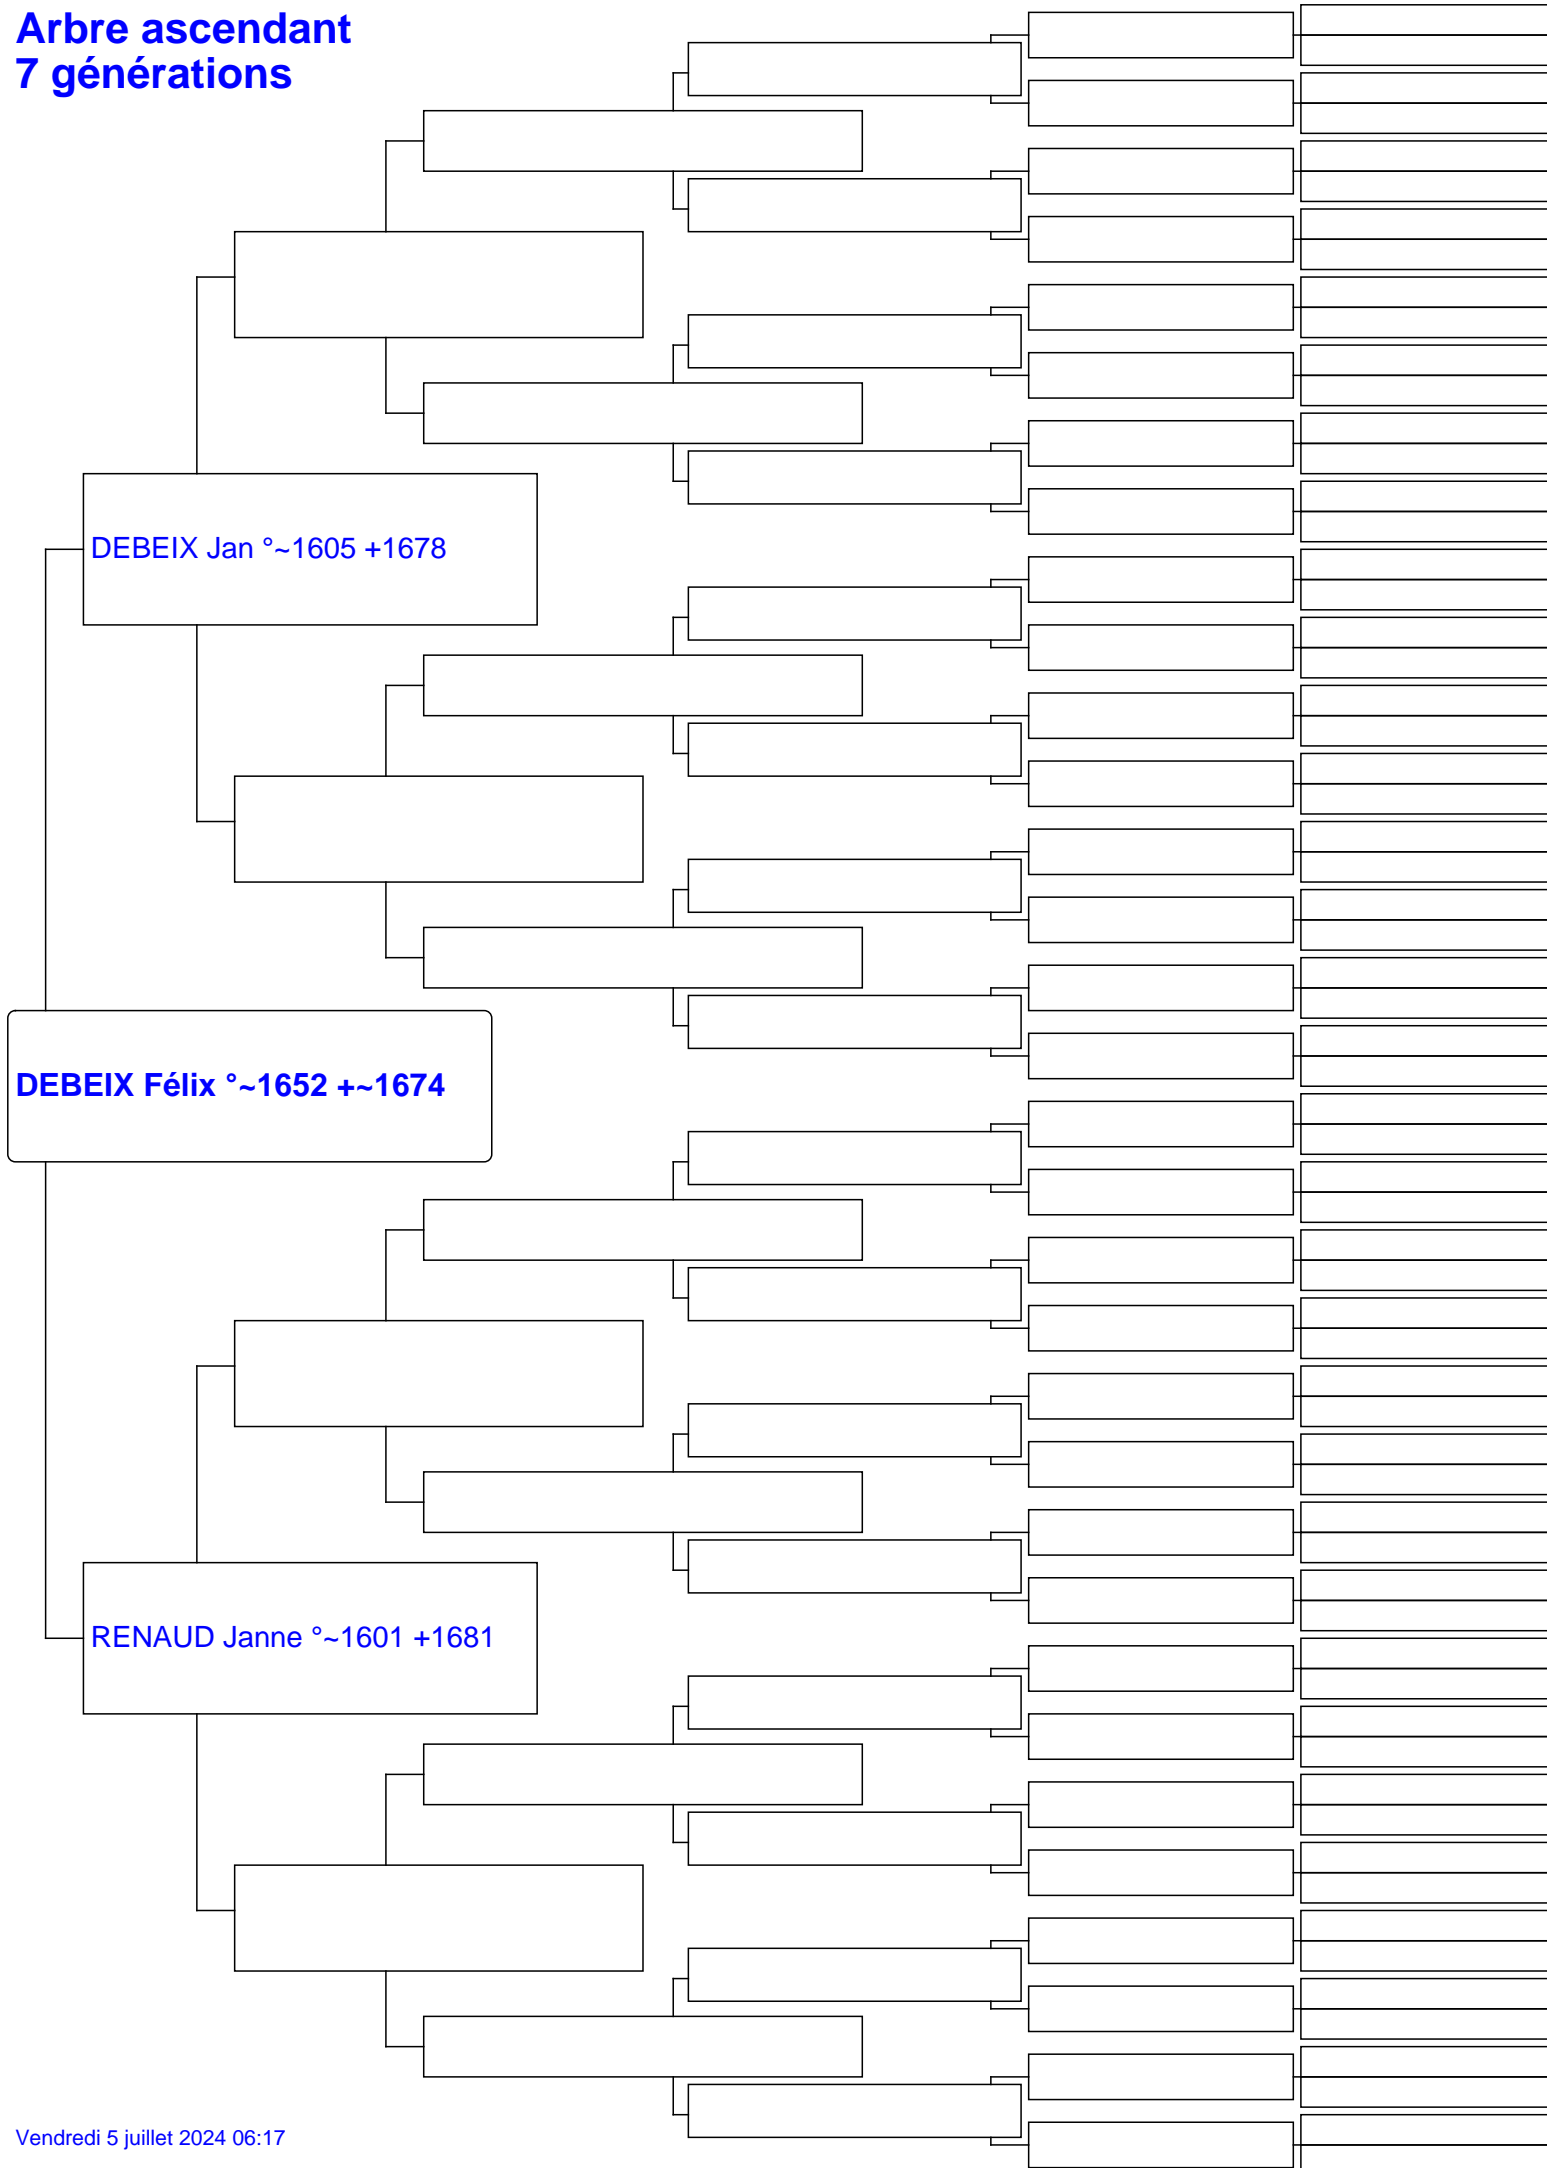 Arbre ascendant
7 générations
DEBEIX Jan °~1605 +1678
DEBEIX Félix °~1652 +~1674
RENAUD Janne °~1601 +1681
Vendredi 5 juillet 2024 06:17